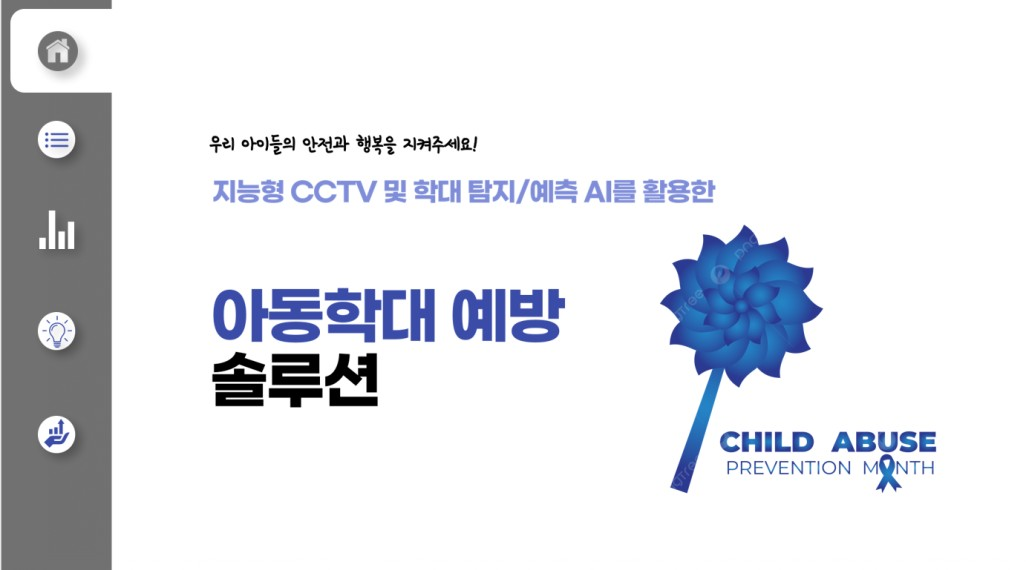 우리 아이들의 안전과 행복을 지켜주세요!
지능형 CCTV 및 학대 탐지/예측 AI를 활용한
아동학대 예방
솔루션
CHILD ABUSE
PREVENTION MONTH